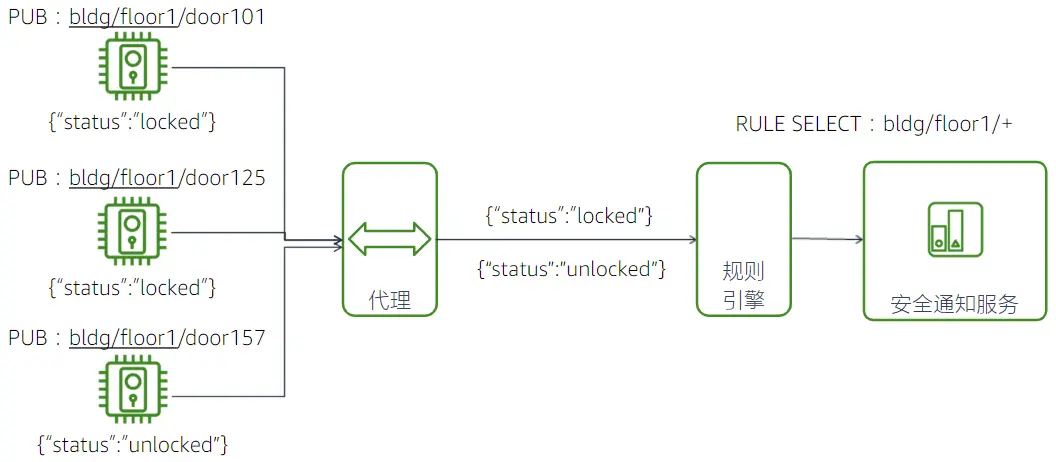 PUB：bldg/floor1/door101
{“status”:”locked”}
PUB：bldg/floor1/door125
{“status”:”locked”}
PUB：bldg/floor1/door157
{“status”:”unlocked”}
代理
{“status”:”locked”}
{“status”:”unlocked”}
规则
引擎
RULE SELECT：bldg/floor1/+
安全通知服务